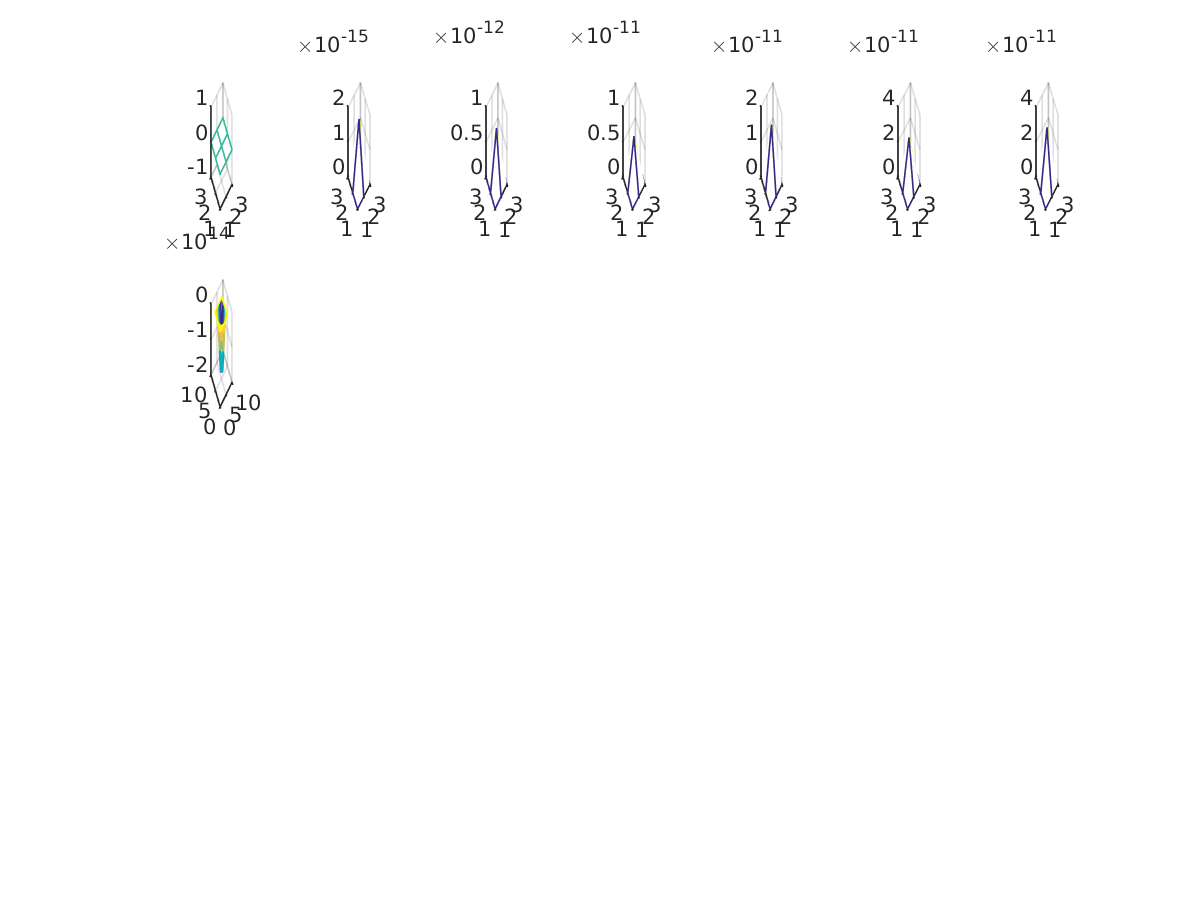 ×10-15 ×10-12 ×10-11 ×10-11 ×10-11 ×10-11
1 2 1 1 2 4 4
0 1 0.5 0.5 1 2 2
-1 0 0 0 0 0 0
3 3 3 3 3 3 3 3 3 3 3 3 3 3
2 2 2 2 2 2 2 2 2 2 2 2 2 2
1 1 1 1 1 1 1 1 1 1 1 1 1 1
×1014
0
-1
-2
10 10
5 5
0 0